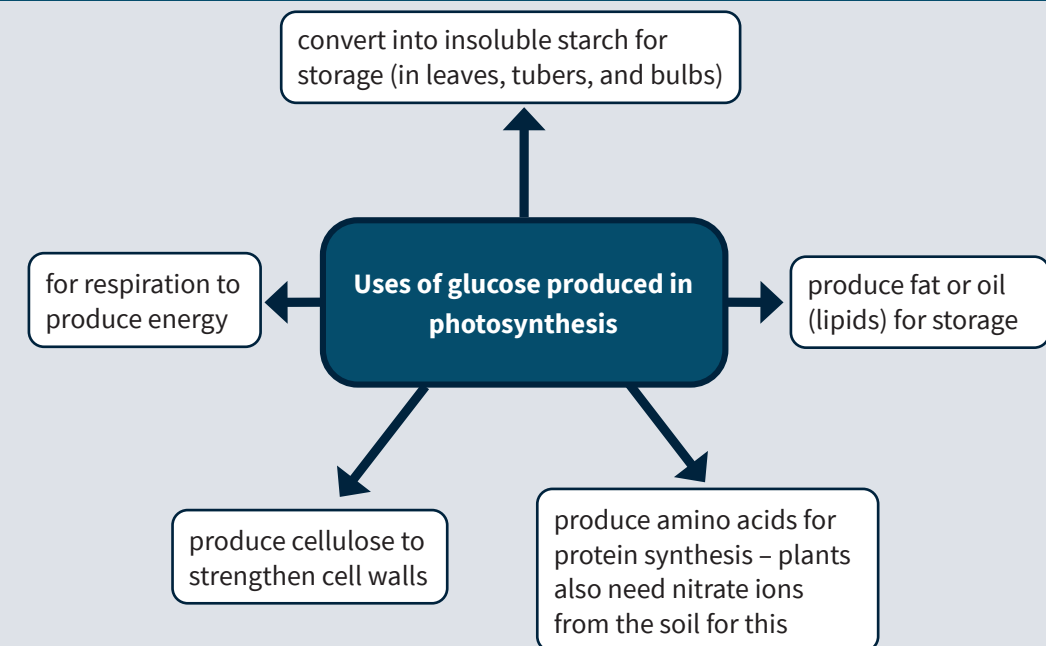 convert into insoluble starch for
storage (in leaves, tubers, and bulbs)
for respiration to
produce energy
Uses of glucose produced in
photosynthesis
produce fat or oil
(lipids) for storage
produce cellulose to
strengthen cell walls
produce amino acids for
protein synthesis – plants
also need nitrate ions
from the soil for this